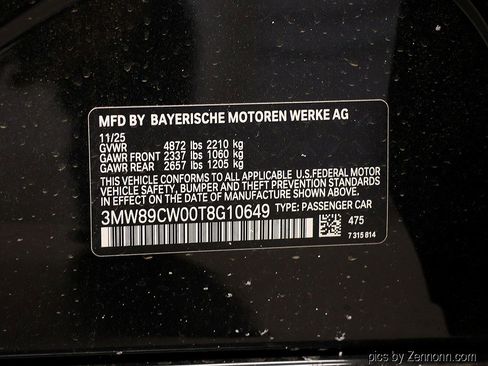 MFD BY BAYERISCHE MOTOREN WERKE AG
11/25
GVWR 4872 lbs 2210 kg
GAWR FRONT 2337 lbs 1060 kg
GAWR REAR 2657 lbs 1205 kg
THIS VEHICLE CONFORMS TO ALL APPLICABLE U.S.FEDERAL MOTOR
VEHICLE SAFETY, BUMPER AND THEFT PREVENTION STANDARDS
IN EFFECT ON THE DATE OF MANUFACTURE SHOWN ABOVE.
3MW89CW00T8G10649 TYPE: PASSENGER CAR
475
7 315 814
pics by Zennonn.com